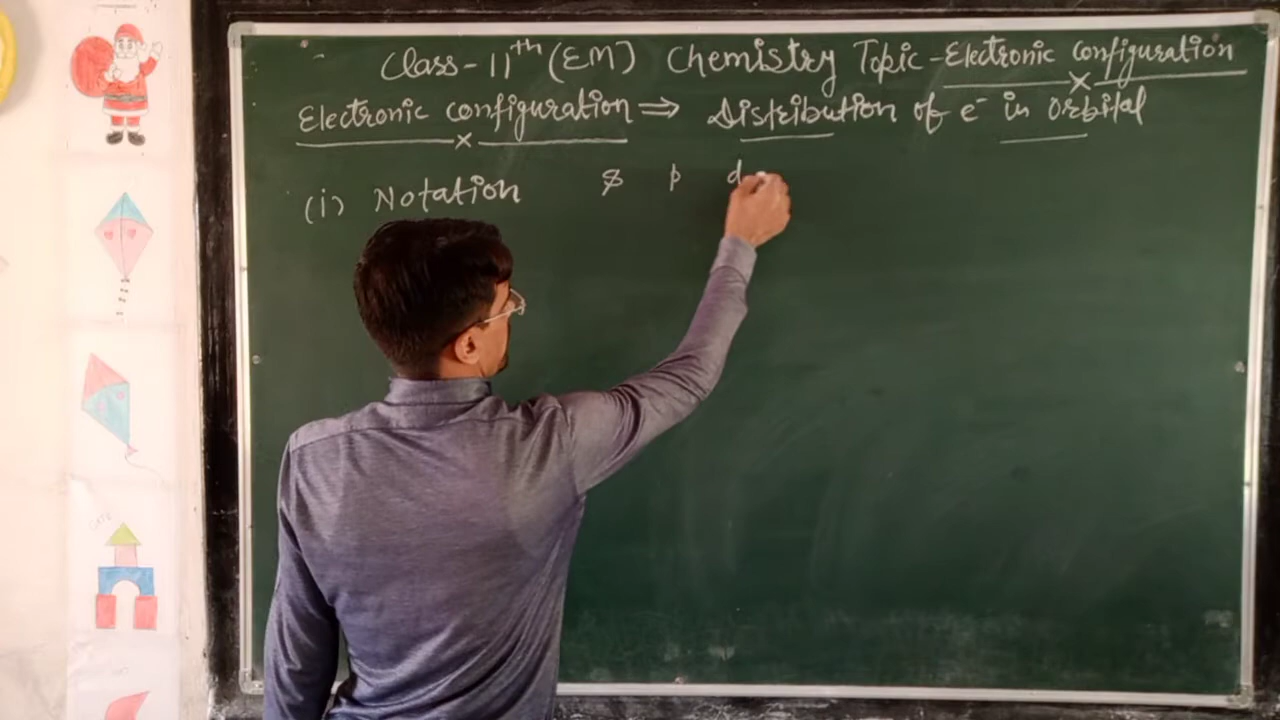 Class-11th (EM) Chemistry Topic-Electronic configuration
Electronic configuration ⇒ Distribution of e⁻ in orbital
(i) Notation s p d